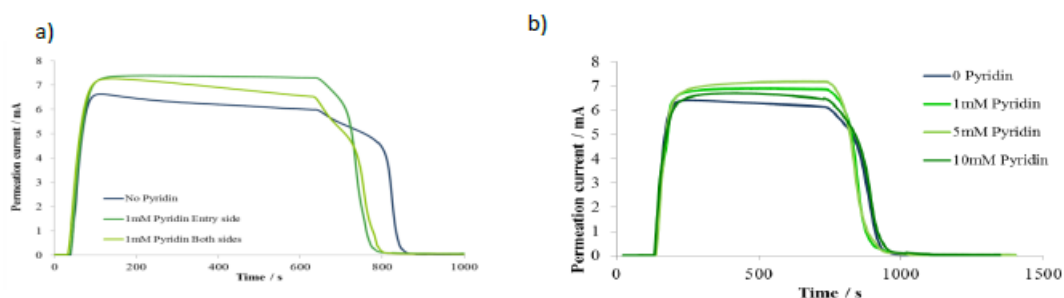 a)
Permeation current / mA
8
7
6
5
4
3
2
1
0
No Pyridin
1mM Pyridin Entry side
1mM Pyridin Both sides
0 200 400 600 800 1000
Time / s
b)
Permeation current / mA
8
7
6
5
4
3
2
1
0
0 Pyridin
1mM Pyridin
5mM Pyridin
10mM Pyridin
0 500 1000 1500
Time / s